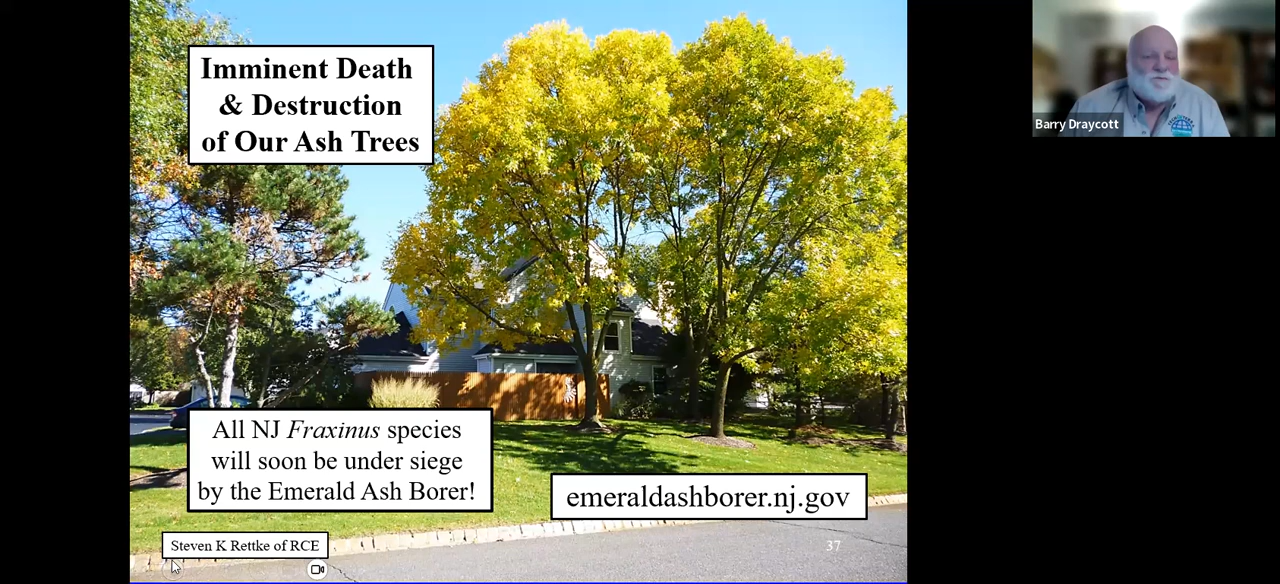 Imminent Death
& Destruction
of Our Ash Trees
Barry Draycott
All NJ Fraxinus species
will soon be under siege
by the Emerald Ash Borer!
emeraldashborer.nj.gov
Steven K Rettke of RCE
37